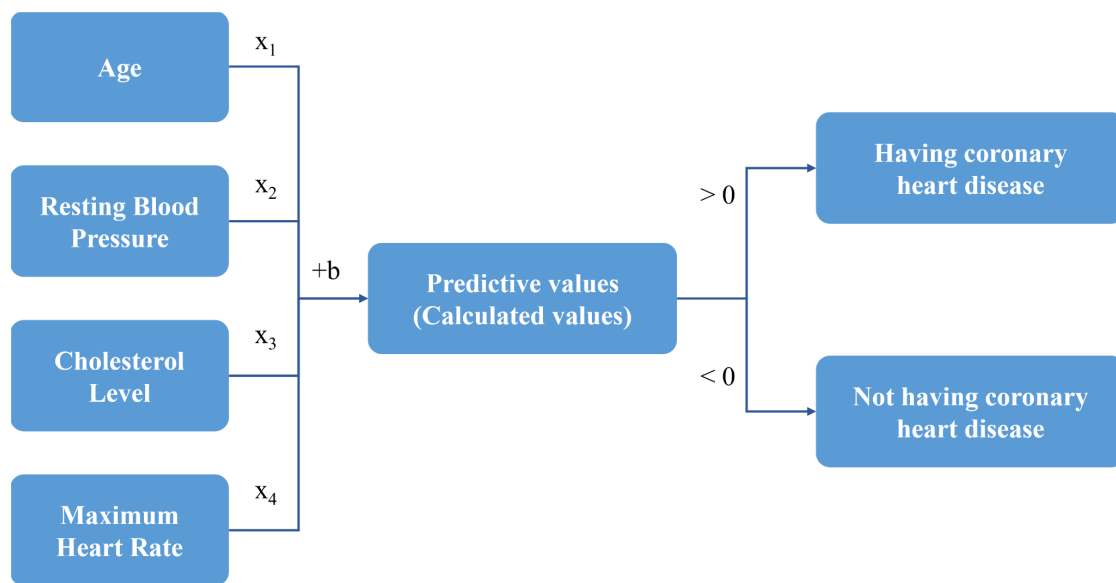 Age
x₁
Resting Blood
Pressure
x₂
Cholesterol
Level
x₃
Maximum
Heart Rate
x₄
+b
Predictive values
(Calculated values)
> 0
Having coronary
heart disease
< 0
Not having coronary
heart disease